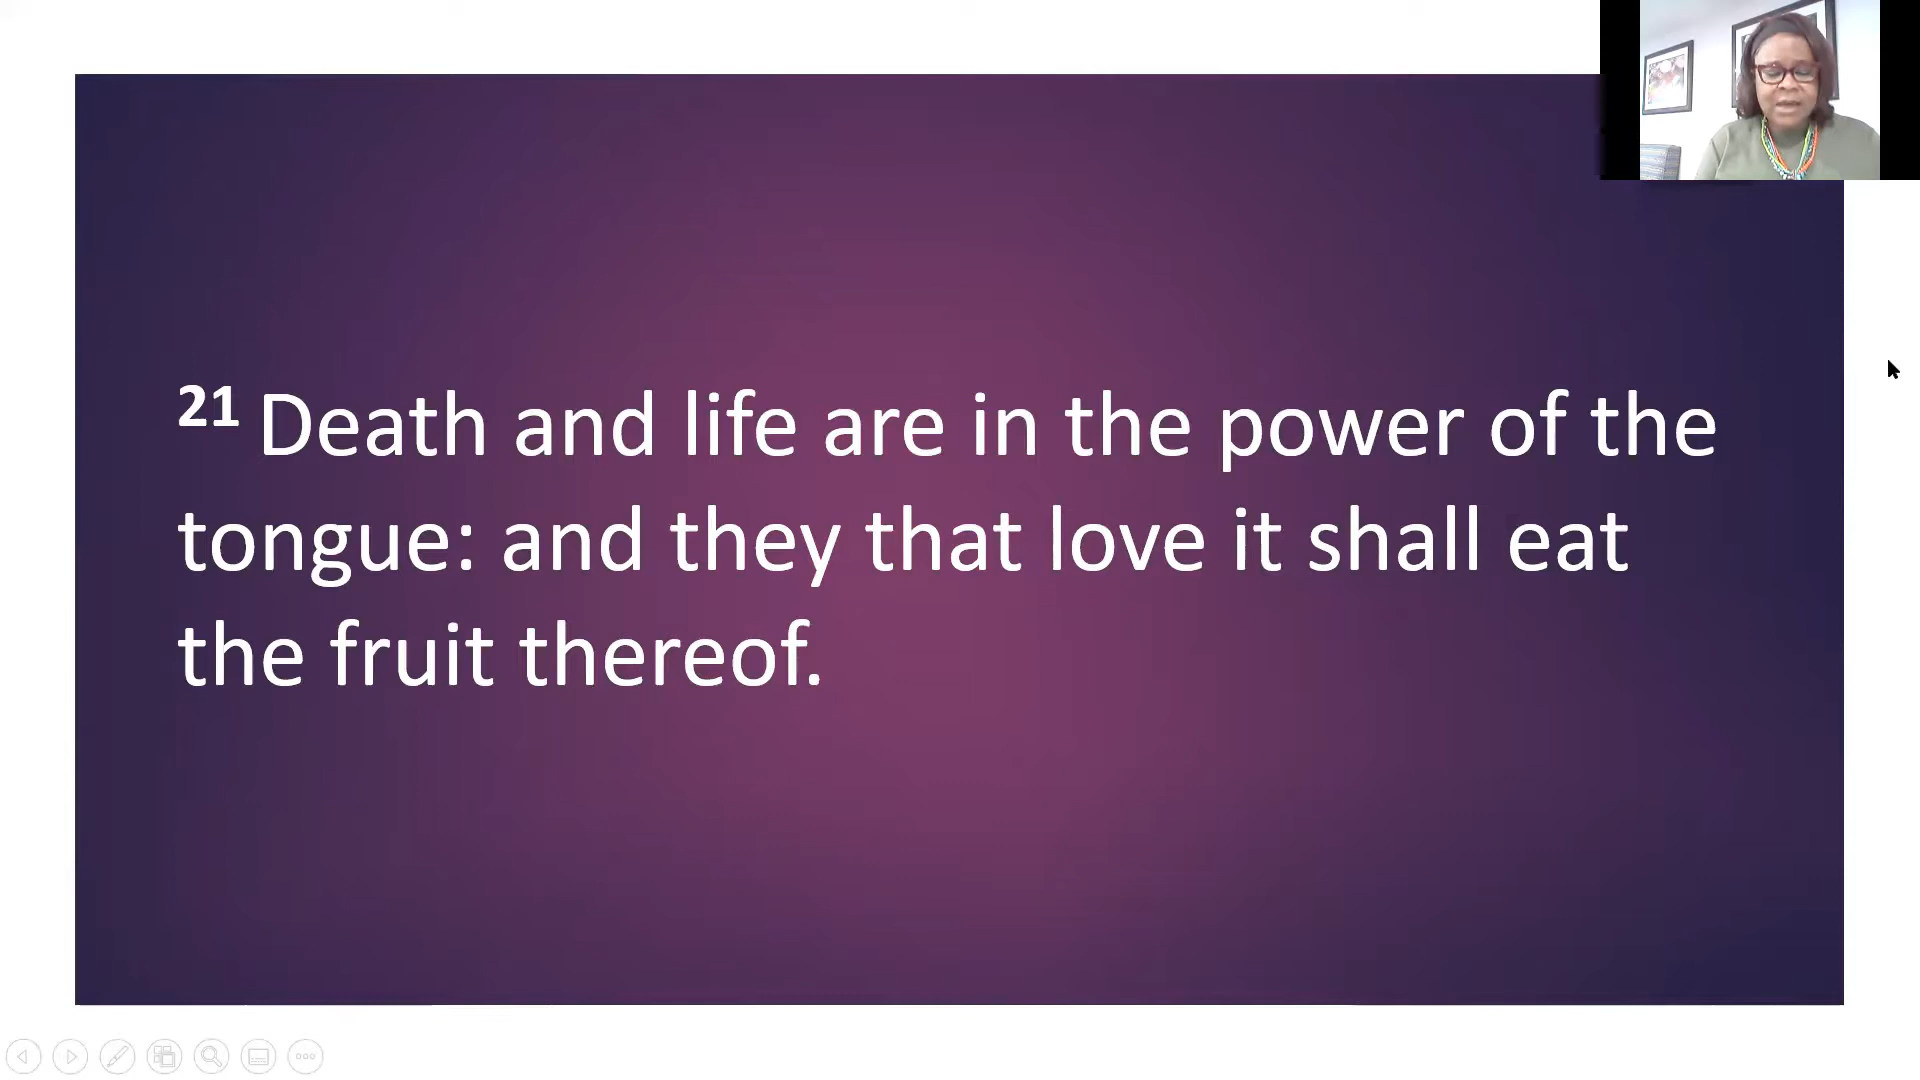 21 Death and life are in the power of the
tongue: and they that love it shall eat
the fruit thereof.